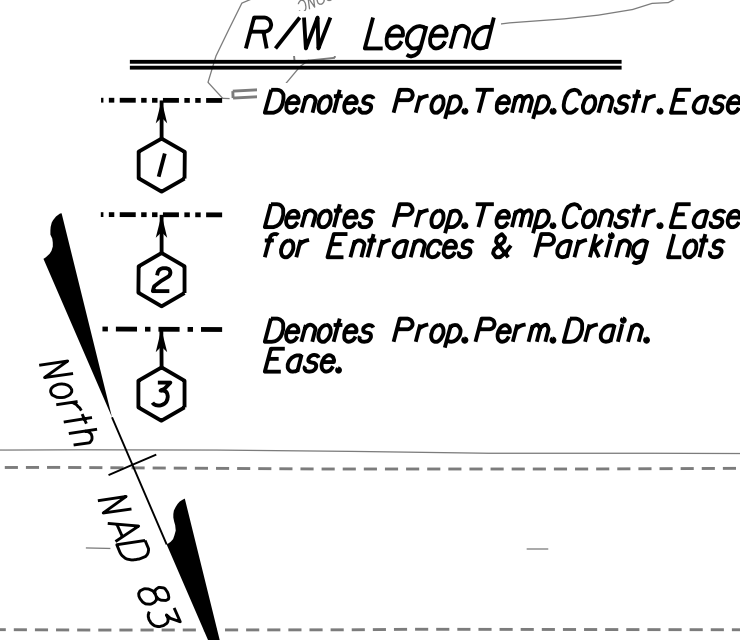 R/W Legend
Denotes Prop.Temp.Constr.Ease
1
Denotes Prop.Temp.Constr.Ease
for Entrances & Parking Lots
2
Denotes Prop.Perm.Drain.
Ease.
3
North
NAD 83